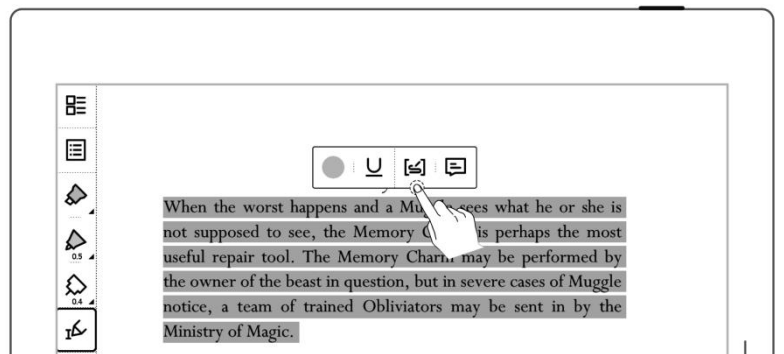 0.5
0.4
When the worst happens and a Muggle sees what he or she is
not supposed to see, the Memory Charm is perhaps the most
useful repair tool. The Memory Charm may be performed by
the owner of the beast in question, but in severe cases of Muggle
notice, a team of trained Obliviators may be sent in by the
Ministry of Magic.